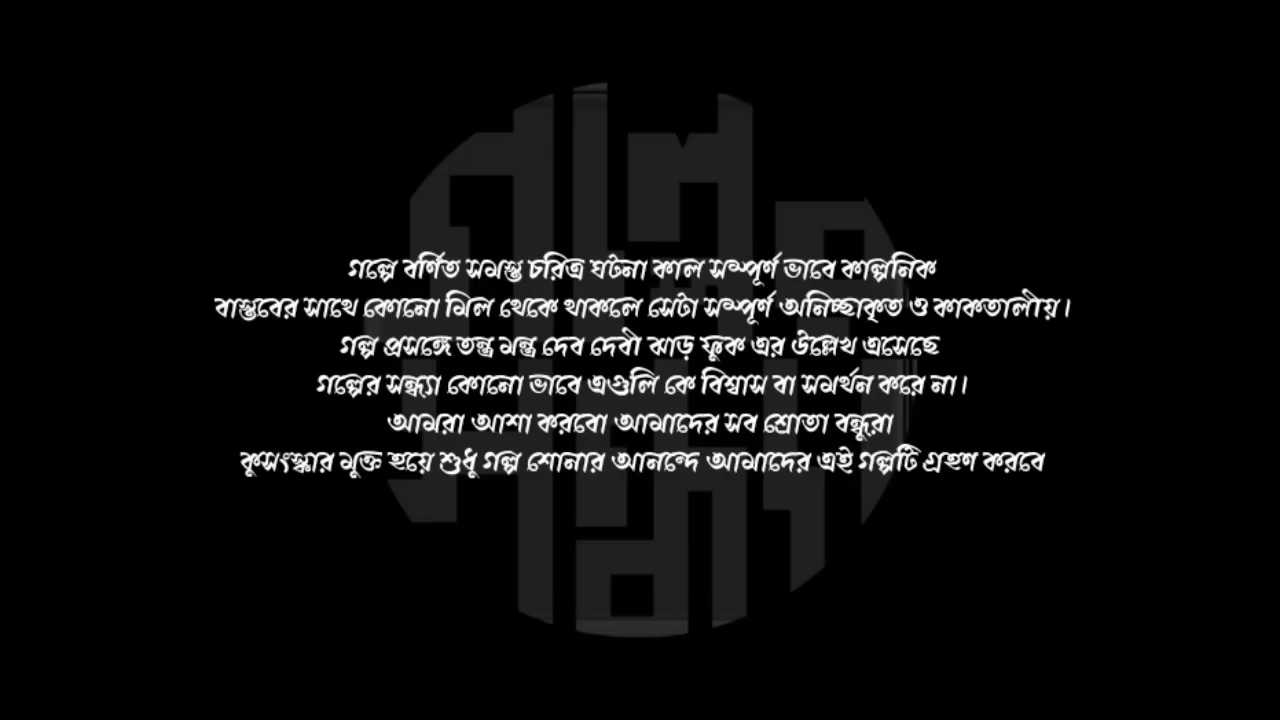 গল্পে বর্ণিত সমস্ত চরিত্র ঘটনা কাল সম্পূর্ণ ভাবে কাল্পনিক
বাস্তবের সাথে কোনো মিল থেকে থাকলে সেটা সম্পূর্ণ অনিচ্ছাকৃত ও কাকতালীয়।
গল্প প্রসঙ্গে তন্ত্র মন্ত্র দেব দেবী ঝাড় ফুক এর উল্লেখ এসেছে
গল্পের সন্ধ্যা কোনো ভাবে এগুলি কে বিশ্বাস বা সমর্থন করে না।
আমরা আশা করবো আমাদের সব শ্রোতা বন্ধুরা
কুসংস্কার মুক্ত হয়ে শুধু গল্প শোনার আনন্দে আমাদের এই গল্পটি গ্রহণ করবে